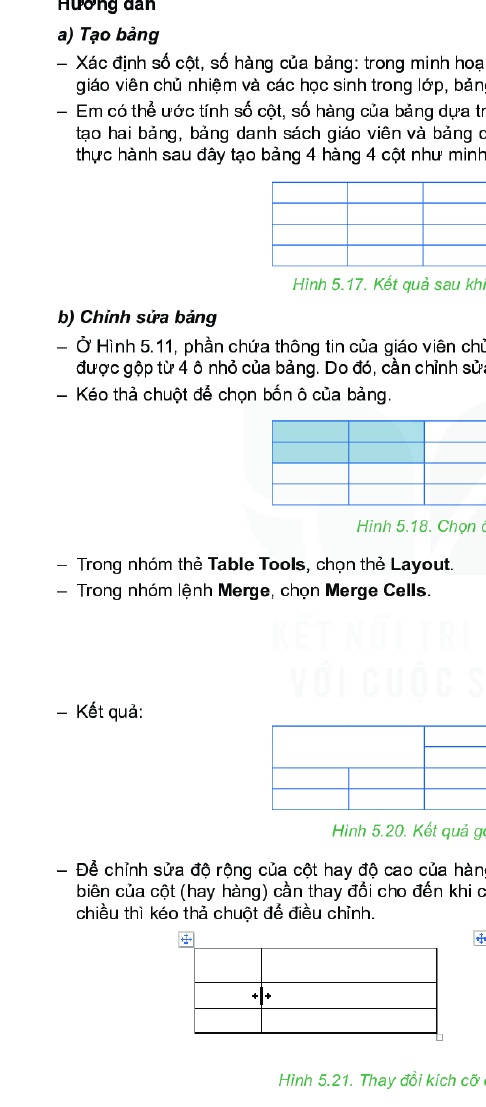 Hướng dẫn
a) Tạo bảng
– Xác định số cột, số hàng của bảng: trong minh hoạ
giáo viên chủ nhiệm và các học sinh trong lớp, bản
– Em có thể ước tính số cột, số hàng của bảng dựa tr
tạo hai bảng, bảng danh sách giáo viên và bảng
thực hành sau đây tạo bảng 4 hàng 4 cột như minh
Hình 5.17. Kết quả sau khi
b) Chỉnh sửa bảng
– Ở Hình 5.11, phần chứa thông tin của giáo viên chủ
được gộp từ 4 ô nhỏ của bảng. Do đó, cần chỉnh sửa
– Kéo thả chuột để chọn bốn ô của bảng.
Hình 5.18. Chọn
– Trong nhóm thẻ Table Tools, chọn thẻ Layout.
– Trong nhóm lệnh Merge, chọn Merge Cells.
KẾT NỐI TRI
VỚI CUỘC S
– Kết quả:
Hình 5.20. Kết quả g
– Để chỉnh sửa độ rộng của cột hay độ cao của hàn
biên của cột (hay hàng) cần thay đổi cho đến khi c
chiều thì kéo thả chuột để điều chỉnh.
Hình 5.21. Thay đổi kích cỡ